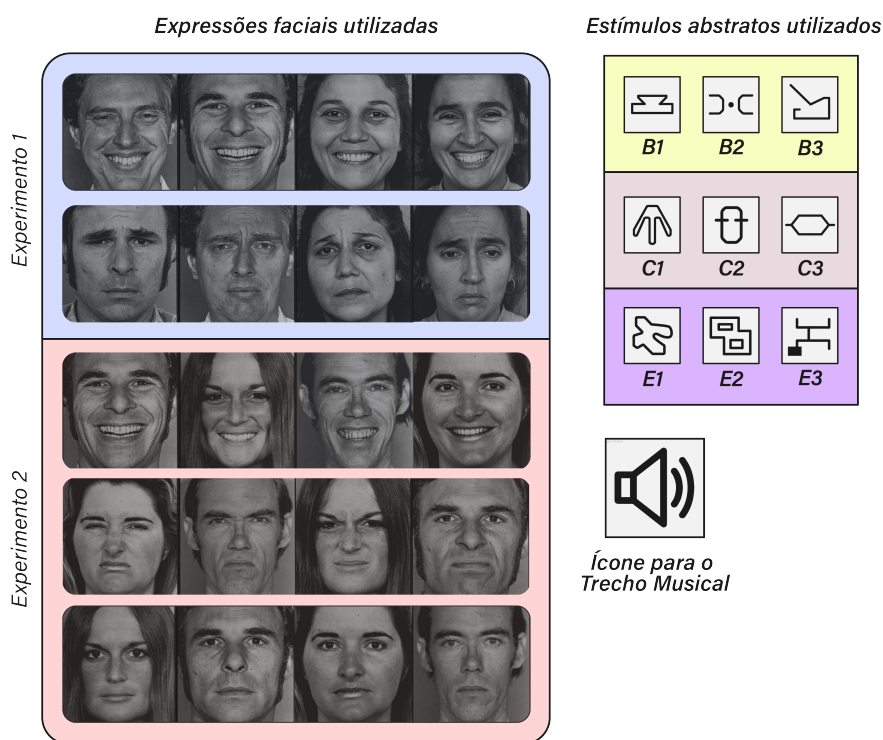 Expressões faciais utilizadas
Estímulos abstratos utilizados
Experimento 1
B1 B2 B3
C1 C2 C3
E1 E2 E3
Experimento 2
Ícone para o
Trecho Musical